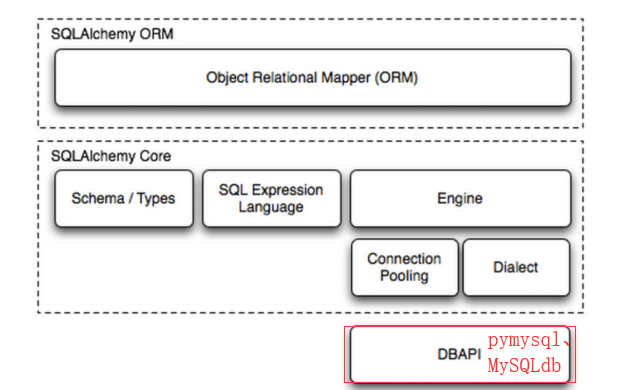 SQLAlchemy ORM
Object Relational Mapper (ORM)
SQLAlchemy Core
Schema / Types
SQL Expression
Language
Engine
Connection
Pooling
Dialect
DBAPI
pymysql、
MySQLdb